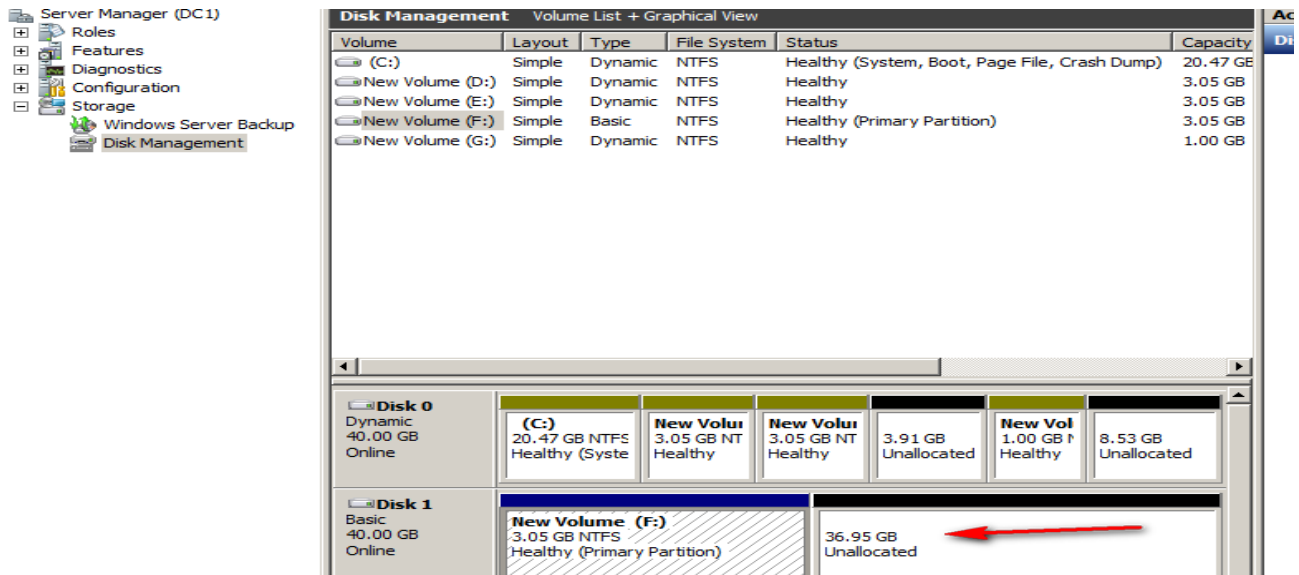 Server Manager (DC1)
Roles
Features
Diagnostics
Configuration
Storage
Windows Server Backup
Disk Management
Disk Management Volume List + Graphical View
Volume Layout Type File System Status Capacity
(C:) Simple Dynamic NTFS Healthy (System, Boot, Page File, Crash Dump) 20.47 GB
New Volume (D:) Simple Dynamic NTFS Healthy 3.05 GB
New Volume (E:) Simple Dynamic NTFS Healthy 3.05 GB
New Volume (F:) Simple Basic NTFS Healthy (Primary Partition) 3.05 GB
New Volume (G:) Simple Dynamic NTFS Healthy 1.00 GB
Ac
Di
Disk 0
Dynamic
40.00 GB
Online
(C:)
20.47 GB NTFS
Healthy (Syste
New Volu
3.05 GB NT
Healthy
New Volu
3.05 GB NT
Healthy
3.91 GB
Unallocated
New Vol
1.00 GB N
Healthy
8.53 GB
Unallocated
Disk 1
Basic
40.00 GB
Online
New Volume (F:)
3.05 GB NTFS
Healthy (Primary Partition)
36.95 GB
Unallocated